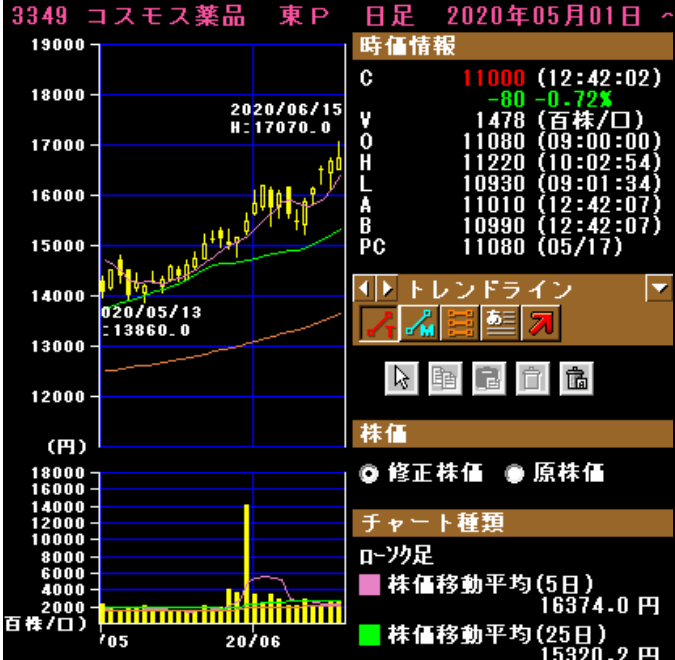 3349 コスモス薬品 東P 日足 2020年05月01日 ~
19000
18000
17000
16000
15000
14000
13000
12000
(円)
2020/06/15
H:17070.0
020/05/13
:13860.0
18000
16000
14000
12000
10000
8000
6000
4000
2000
百株/口)
/05 20/06
時価情報
C 11000 (12:42:02)
-80 -0.72%
V 1478 (百株/口)
O 11080 (09:00:00)
H 11220 (10:02:54)
L 10930 (09:01:34)
A 11010 (12:42:07)
B 10990 (12:42:07)
PC 11080 (05/17)
トレンドライン
T M あ
株価
修正株価 原株価
チャート種類
ローソク足
株価移動平均(5日)
16374.0 円
株価移動平均(25日)
15320.2 円